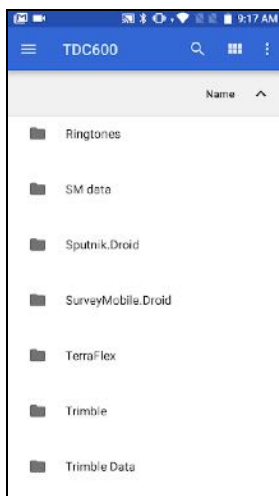 9:17 AM
TDC600
Name
Ringtones
SM data
Sputnik.Droid
SurveyMobile.Droid
TerraFlex
Trimble
Trimble Data